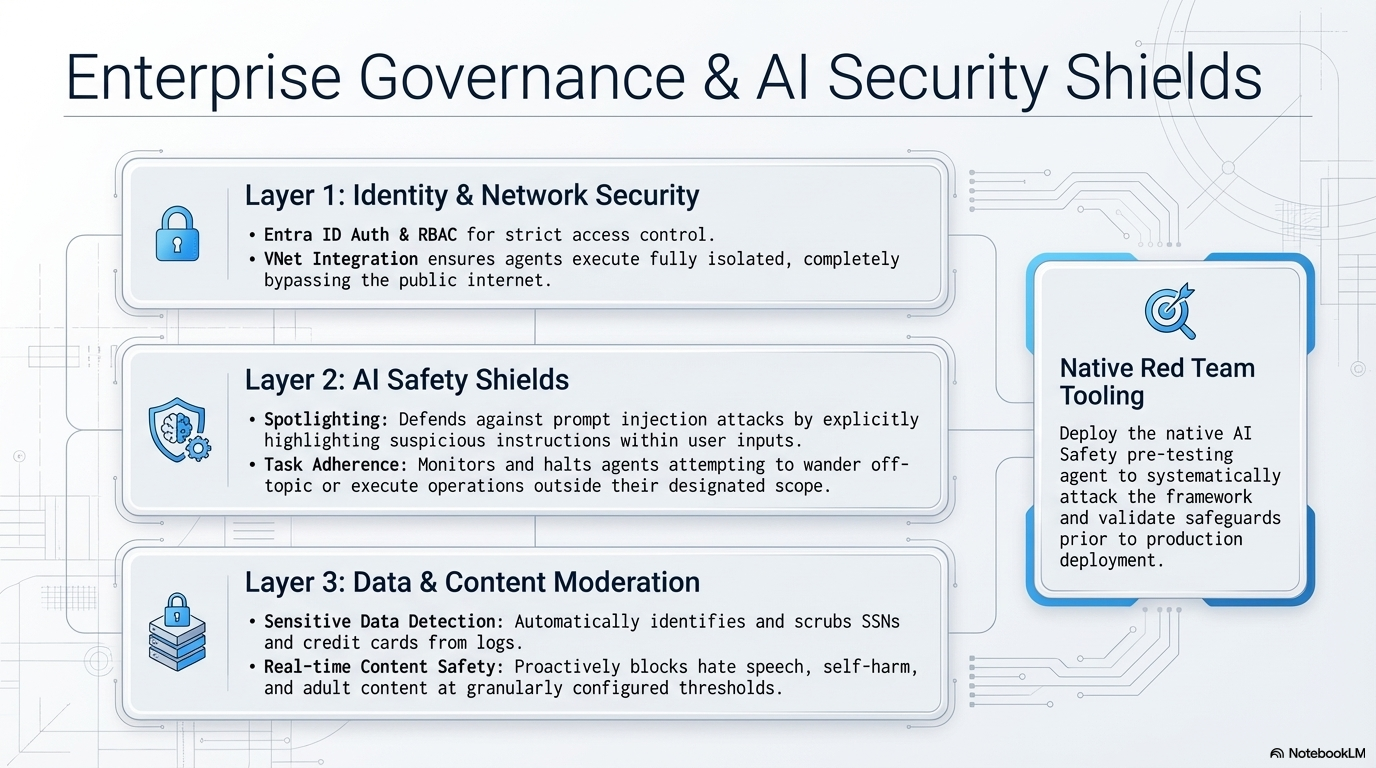 Enterprise Governance & AI Security Shields
Layer 1: Identity & Network Security
• Entra ID Auth & RBAC for strict access control.
• VNet Integration ensures agents execute fully isolated, completely
bypassing the public internet.
Layer 2: AI Safety Shields
• Spotlighting: Defends against prompt injection attacks by explicitly
highlighting suspicious instructions within user inputs.
• Task Adherence: Monitors and halts agents attempting to wander off-
topic or execute operations outside their designated scope.
Layer 3: Data & Content Moderation
• Sensitive Data Detection: Automatically identifies and scrubs SSNs
and credit cards from logs.
• Real-time Content Safety: Proactively blocks hate speech, self-harm,
and adult content at granularly configured thresholds.
Native Red Team
Tooling
Deploy the native AI
Safety pre-testing
agent to systematically
attack the framework
and validate safeguards
prior to production
deployment.
NotebookLM